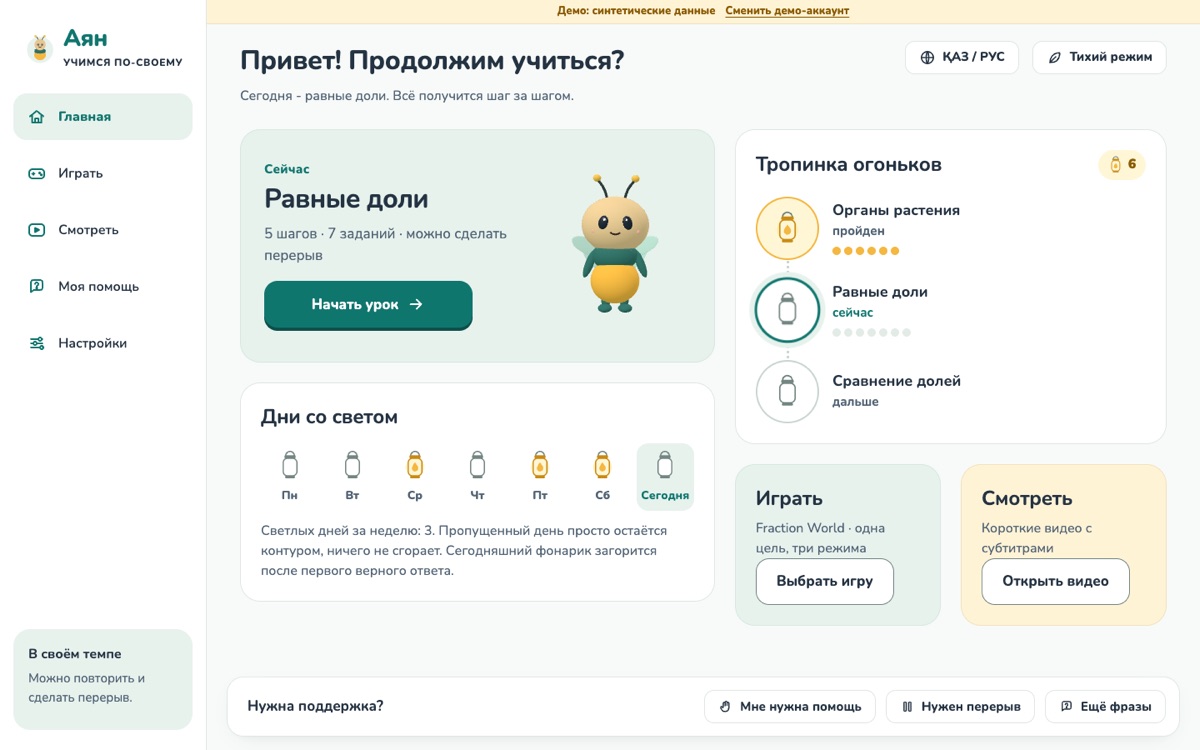 Демо: синтетические данные Сменить демо-аккаунт
Аян
УЧИМСЯ ПО-СВОЕМУ
Главная
Играть
Смотреть
Моя помощь
Настройки
В своём темпе
Можно повторить и
сделать перерыв.
Привет! Продолжим учиться?
Сегодня - равные доли. Всё получится шаг за шагом.
ҚАЗ / РУС
Тихий режим
Сейчас
Равные доли
5 шагов · 7 заданий · можно сделать
перерыв
Начать урок →
Дни со светом
Пн Вт Ср Чт Пт Сб Сегодня
Светлых дней за неделю: 3. Пропущенный день просто остаётся
контуром, ничего не сгорает. Сегодняшний фонарик загорится
после первого верного ответа.
Тропинка огоньков
6
Органы растения
пройден
Равные доли
сейчас
Сравнение долей
дальше
Играть
Fraction World · одна
цель, три режима
Выбрать игру
Смотреть
Короткие видео с
субтитрами
Открыть видео
Нужна поддержка?
Мне нужна помощь
Нужен перерыв
Ещё фразы